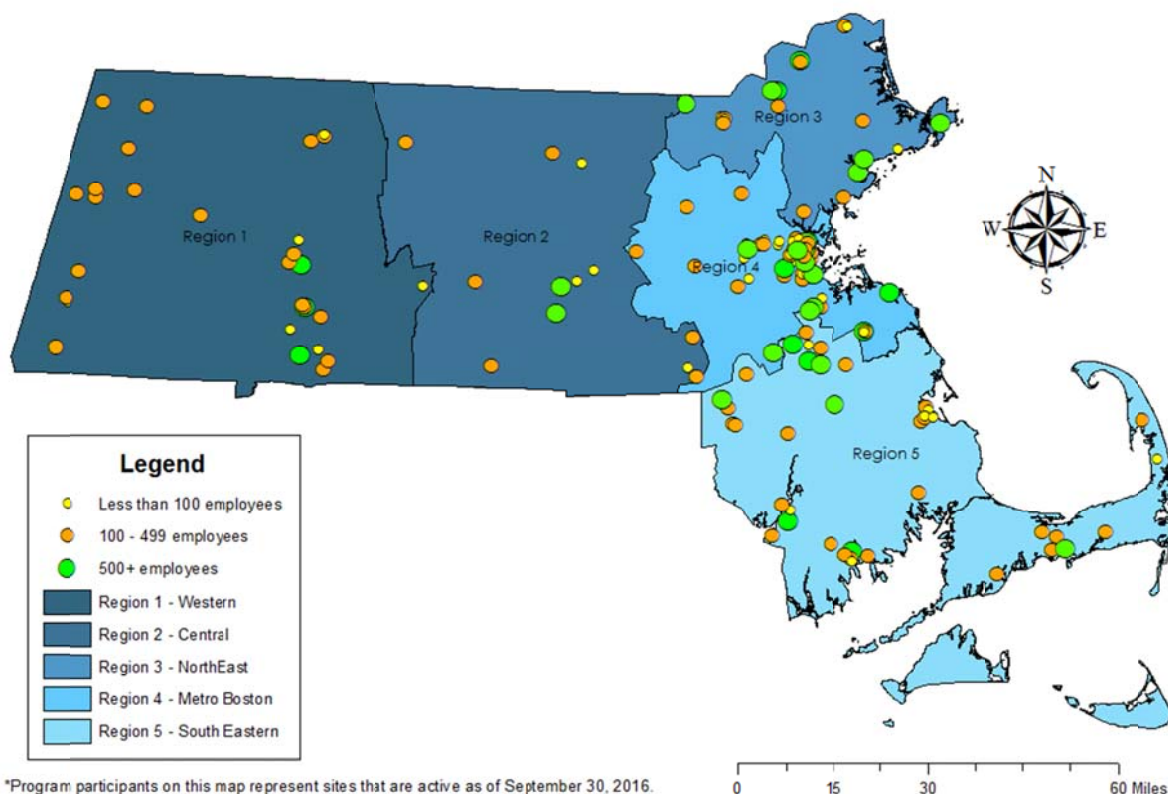 Region 3
N
Region 1
Region 2
W
E
Region 4
S
Region 5
Legend
Less than 100 employees
100 - 499 employees
500+ employees
Region 1 - Western
Region 2 - Central
Region 3 - NorthEast
Region 4 - Metro Boston
Region 5 - South Eastern
*Program participants on this map represent sites that are active as of September 30, 2016.
0 15 30 60 Miles